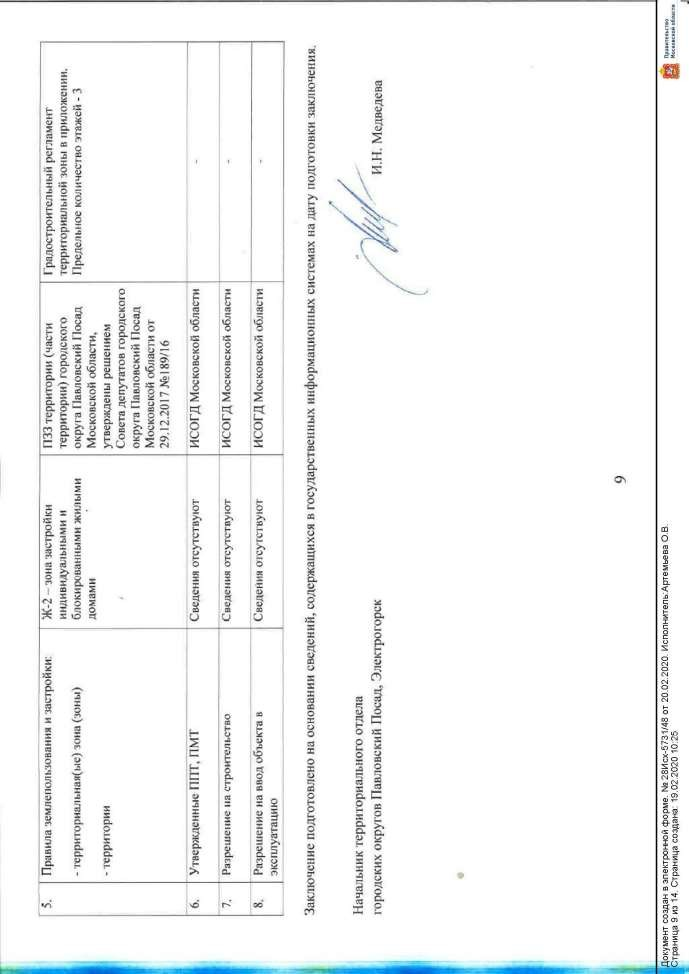 5.
Правила землепользования и застройки:
- территориальная(ые) зона (зоны)
- территории
Ж-2 – зона застройки
индивидуальными и
блокированными жилыми
домами
ПЗЗ территории (части
территории) городского
округа Павловский Посад
Московской области,
утверждены решением
Совета депутатов городского
округа Павловский Посад
Московской области от
29.12.2017 №189/16
Градостроительный регламент
территориальной зоны в приложении.
Предельное количество этажей - 3
6.
Утвержденные ППТ, ПМТ
Сведения отсутствуют
ИСОГД Московской области
-
7.
Разрешение на строительство
Сведения отсутствуют
ИСОГД Московской области
-
8.
Разрешение на ввод объекта в
эксплуатацию
Сведения отсутствуют
ИСОГД Московской области
-
Заключение подготовлено на основании сведений, содержащихся в государственных информационных системах на дату подготовки заключения.
Начальник территориального отдела
городских округов Павловский Посад, Электрогорск
И.Н. Медведева
9
Документ создан в электронной форме. № 28Исх-5731/48 от 20.02.2020. Исполнитель:Артемьева О.В.
Страница 9 из 14. Страница создана: 19.02.2020 10:25
Правительство
Московской области